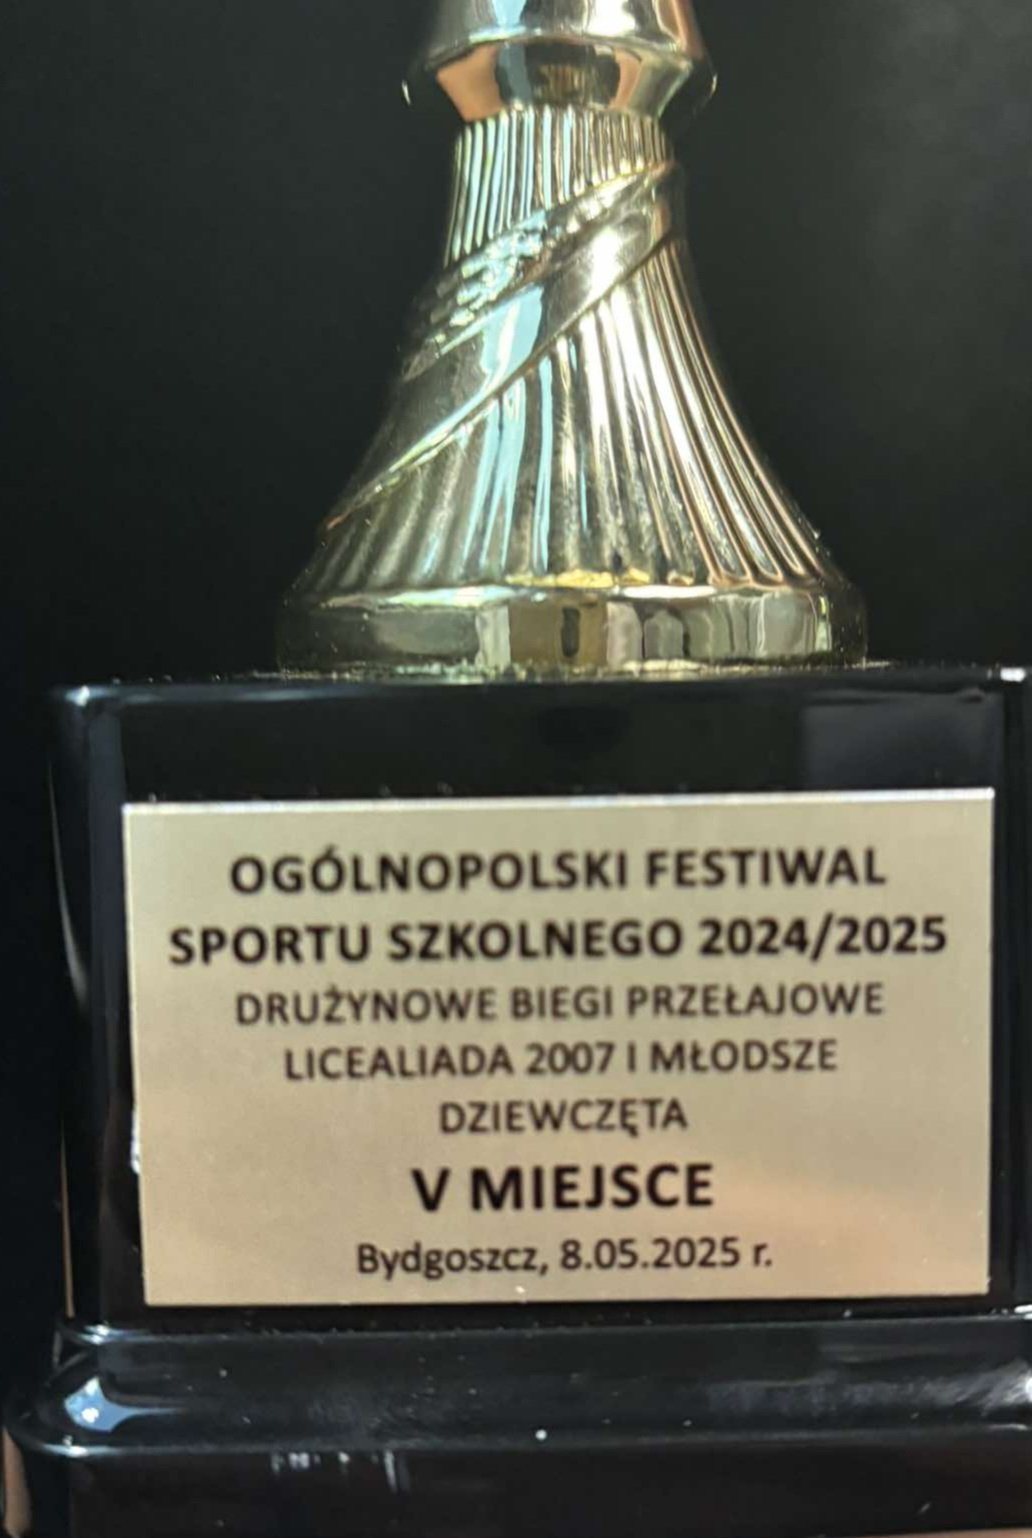 OGÓLNOPOLSKI FESTIWAL
SPORTU SZKOLNEGO 2024/2025
DRUŻYNOWE BIEGI PRZEŁAJOWE
LICEALIADA 2007 I MŁODSZE
DZIEWCZĘTA
V MIEJSCE
Bydgoszcz, 8.05.2025 r.